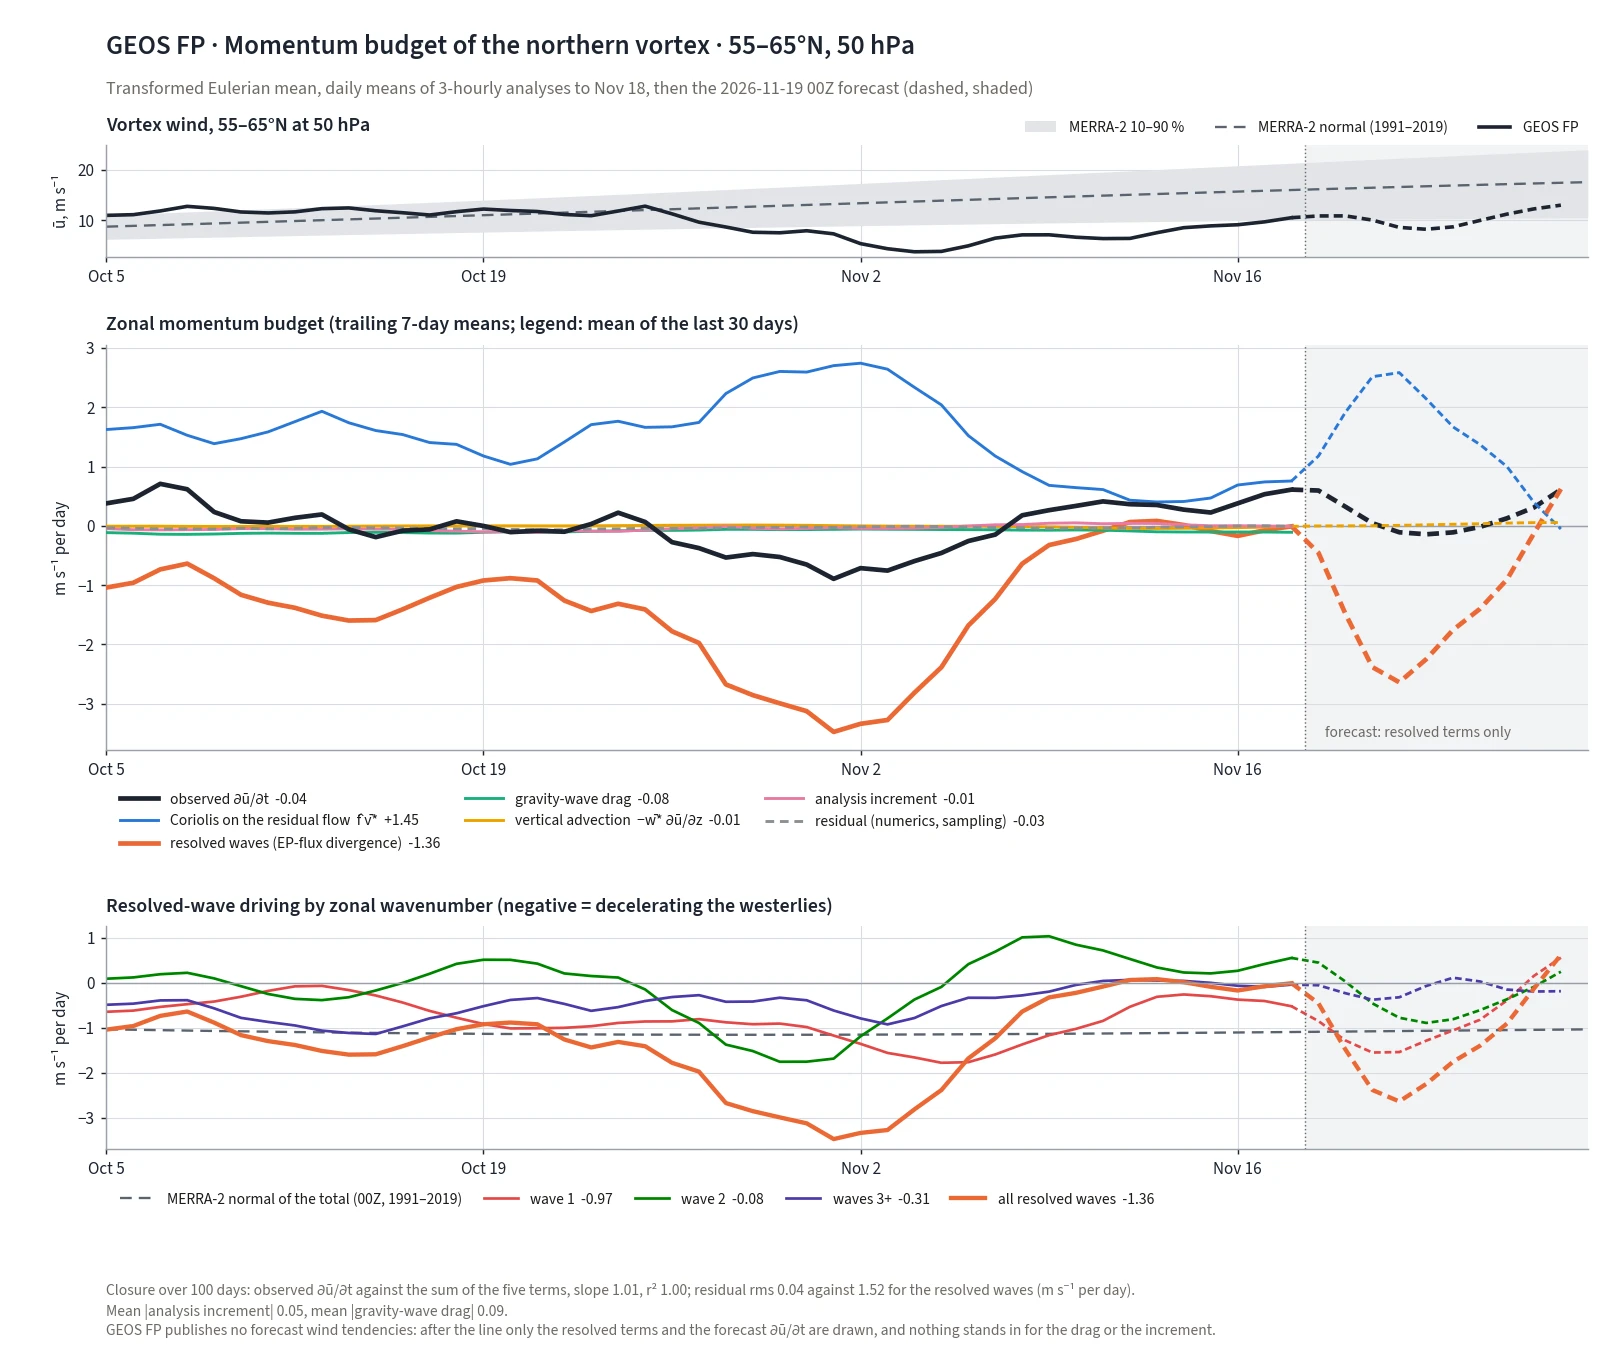 GEOS FP · Momentum budget of the northern vortex · 55–65°N, 50 hPa
Transformed Eulerian mean, daily means of 3-hourly analyses to Nov 18, then the 2026-11-19 00Z forecast (dashed, shaded)
Vortex wind, 55–65°N at 50 hPa
MERRA-2 10–90 %
MERRA-2 normal (1991–2019)
GEOS FP
ū, m s⁻¹
20
10
Oct 5
Oct 19
Nov 2
Nov 16
Zonal momentum budget (trailing 7-day means; legend: mean of the last 30 days)
m s⁻¹ per day
3
2
1
0
−1
−2
−3
forecast: resolved terms only
Oct 5
Oct 19
Nov 2
Nov 16
observed ∂ū/∂t -0.04
Coriolis on the residual flow f v̄* +1.45
resolved waves (EP-flux divergence) -1.36
gravity-wave drag -0.08
vertical advection −w̄* ∂ū/∂z -0.01
analysis increment -0.01
residual (numerics, sampling) -0.03
Resolved-wave driving by zonal wavenumber (negative = decelerating the westerlies)
m s⁻¹ per day
1
0
−1
−2
−3
Oct 5
Oct 19
Nov 2
Nov 16
MERRA-2 normal of the total (00Z, 1991–2019)
wave 1 -0.97
wave 2 -0.08
waves 3+ -0.31
all resolved waves -1.36
Closure over 100 days: observed ∂ū/∂t against the sum of the five terms, slope 1.01, r² 1.00; residual rms 0.04 against 1.52 for the resolved waves (m s⁻¹ per day).
Mean |analysis increment| 0.05, mean |gravity-wave drag| 0.09.
GEOS FP publishes no forecast wind tendencies: after the line only the resolved terms and the forecast ∂ū/∂t are drawn, and nothing stands in for the drag or the increment.